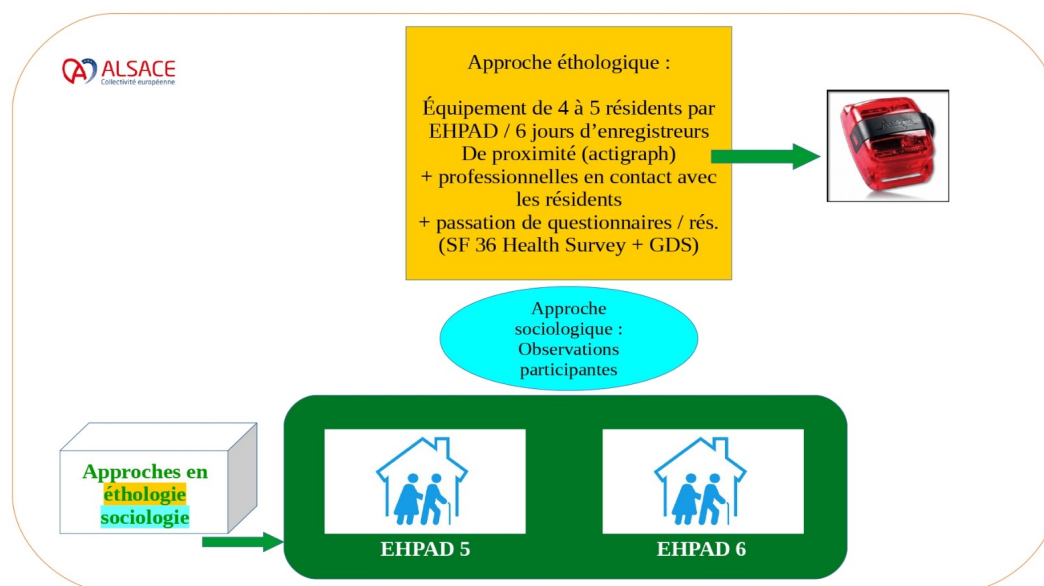 ALSACE
Collectivité européenne
Approche éthologique :
Équipement de 4 à 5 résidents par
EHPAD / 6 jours d’enregistreurs
De proximité (actigraph)
+ professionnelles en contact avec
les résidents
+ passation de questionnaires / rés.
(SF 36 Health Survey + GDS)
Approche
sociologique :
Observations
participantes
Approches en
éthologie
sociologie
EHPAD 5
EHPAD 6